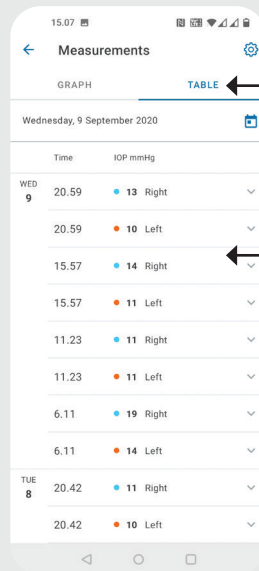 15.07
Measurements
GRAPH TABLE
Wednesday, 9 September 2020
Time IOP mmHg
WED
9
20.59 13 Right
20.59 10 Left
15.57 14 Right
15.57 11 Left
11.23 11 Right
11.23 11 Left
6.11 19 Right
6.11 14 Left
TUE
8
20.42 11 Right
20.42 10 Left